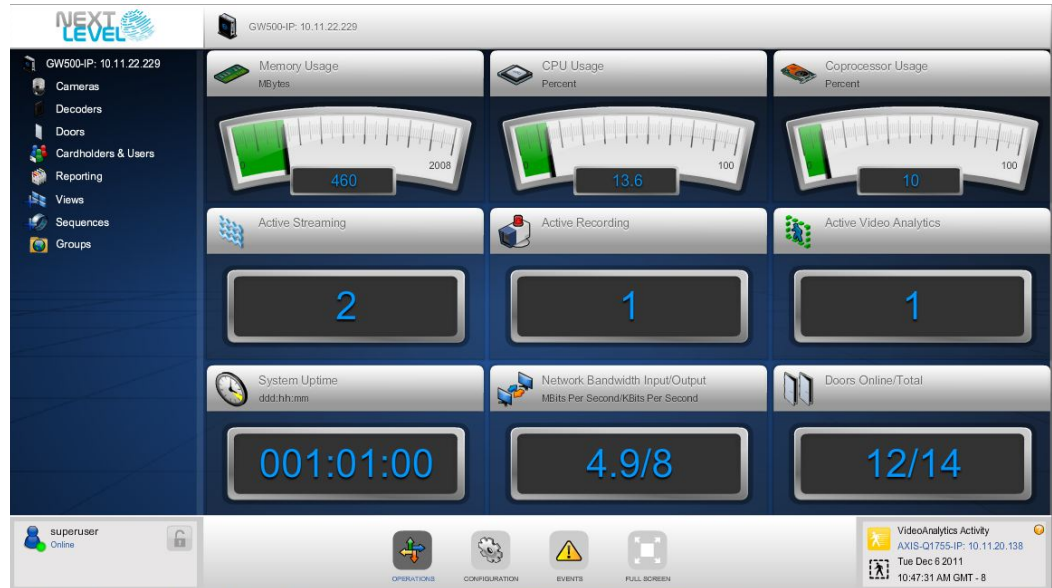 NEXT
LEVEL
GW500-IP: 10.11.22.229
GW500-IP: 10.11.22.229
Cameras
Decoders
Doors
Cardholders & Users
Reporting
Views
Sequences
Groups
Memory Usage
MBytes
0
2008
460
CPU Usage
Percent
0
100
13.6
Coprocessor Usage
Percent
0
100
10
Active Streaming
2
Active Recording
1
Active Video Analytics
1
System Uptime
ddd:hh:mm
001:01:00
Network Bandwidth Input/Output
MBits Per Second/KBits Per Second
4.9/8
Doors Online/Total
12/14
superuser
Online
OPERATIONS
CONFIGURATION
EVENTS
FULL SCREEN
VideoAnalytics Activity
AXIS-Q1755-IP: 10.11.20.138
Tue Dec 6 2011
10:47:31 AM GMT - 8